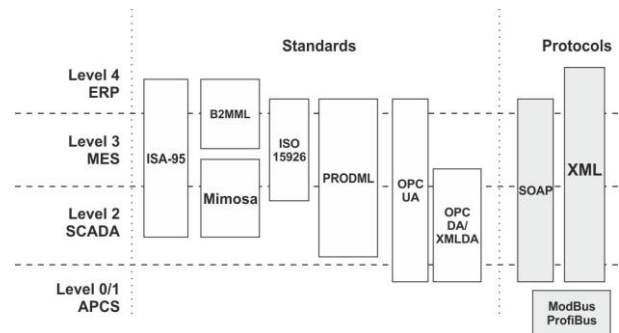 Standards
Protocols
Level 4
ERP
Level 3
MES
Level 2
SCADA
Level 0/1
APCS
ISA-95
B2MML
Mimosa
ISO
15926
PRODML
OPC
UA
OPC
DA/
XMLDA
SOAP
XML
ModBus
ProfiBus